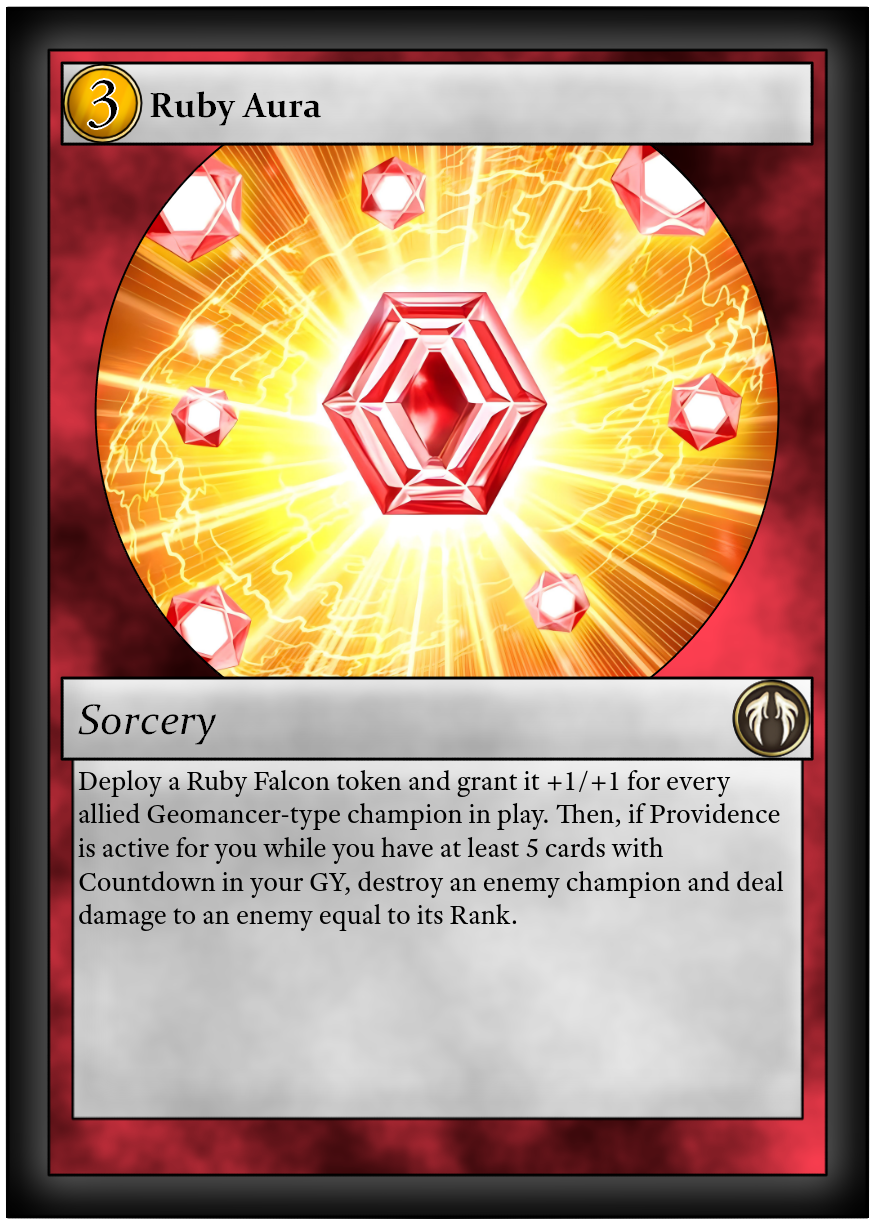 3 Ruby Aura
Sorcery
Deploy a Ruby Falcon token and grant it +1/+1 for every
allied Geomancer-type champion in play. Then, if Providence
is active for you while you have at least 5 cards with
Countdown in your GY, destroy an enemy champion and deal
damage to an enemy equal to its Rank.